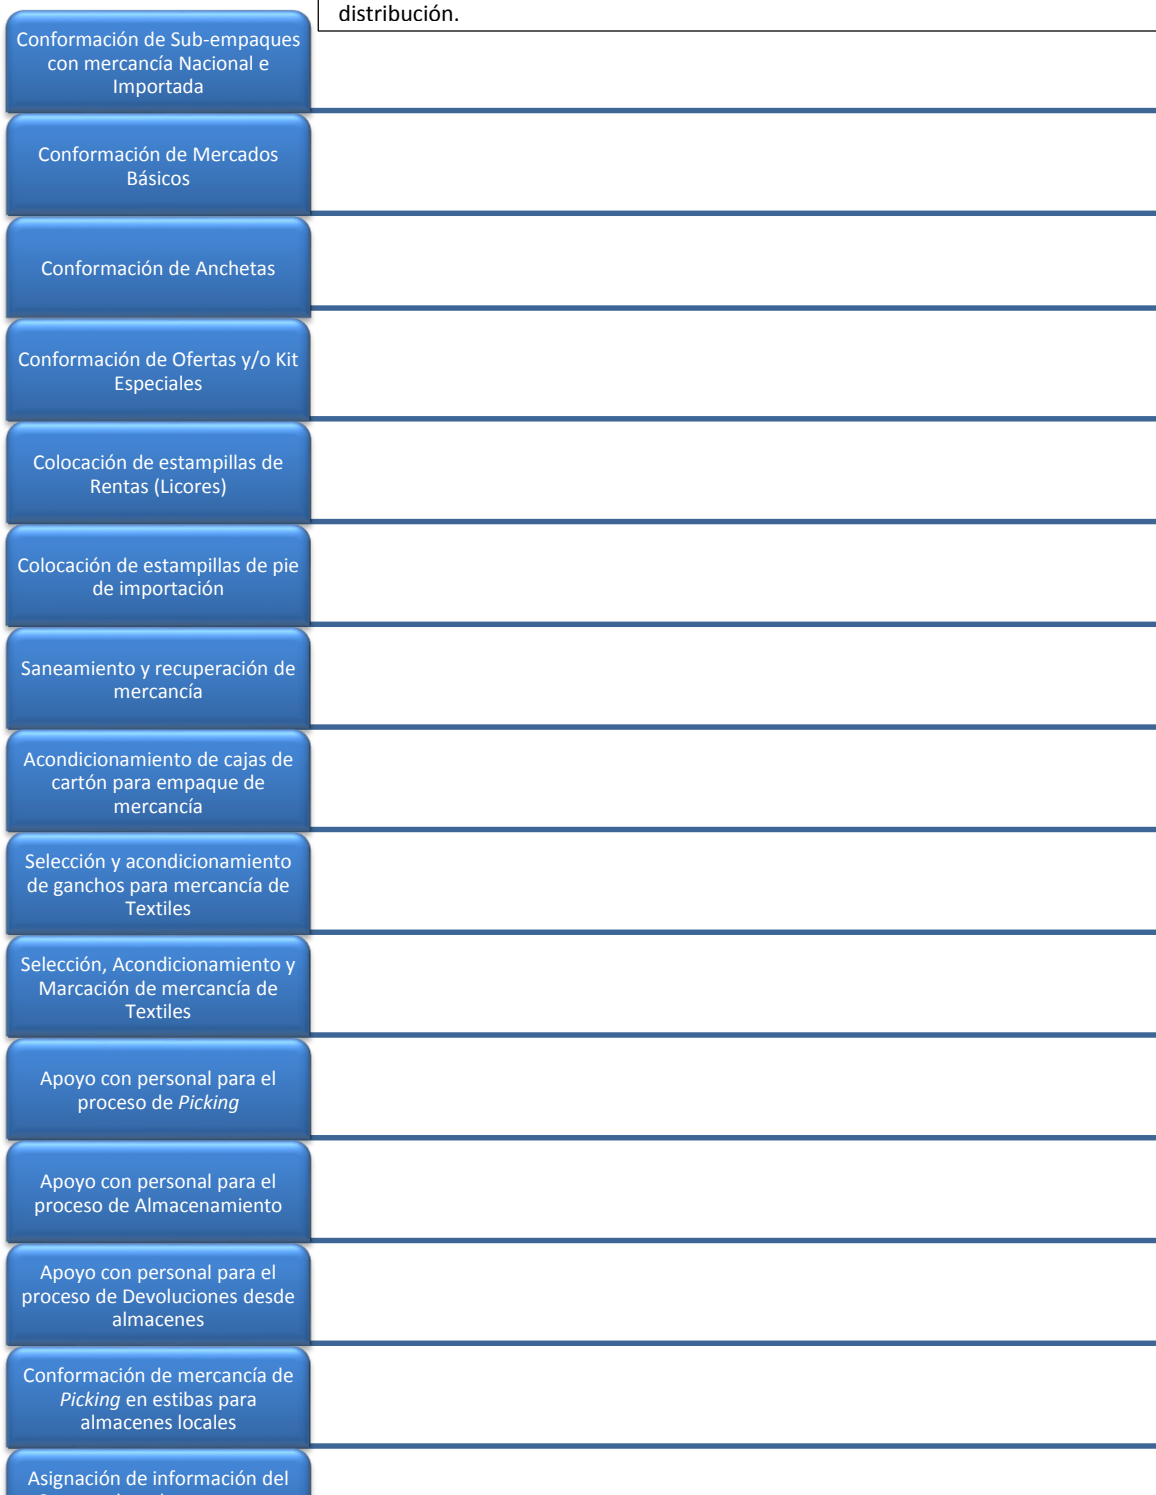 distribución.
Conformación de Sub-empaques
con mercancía Nacional e
Importada
Conformación de Mercados
Básicos
Conformación de Anchetas
Conformación de Ofertas y/o Kit
Especiales
Colocación de estampillas de
Rentas (Licores)
Colocación de estampillas de pie
de importación
Saneamiento y recuperación de
mercancía
Acondicionamiento de cajas de
cartón para empaque de
mercancía
Selección y acondicionamiento
de ganchos para mercancía de
Textiles
Selección, Acondicionamiento y
Marcación de mercancía de
Textiles
Apoyo con personal para el
proceso de Picking
Apoyo con personal para el
proceso de Almacenamiento
Apoyo con personal para el
proceso de Devoluciones desde
almacenes
Conformación de mercancía de
Picking en estibas para
almacenes locales
Asignación de información del